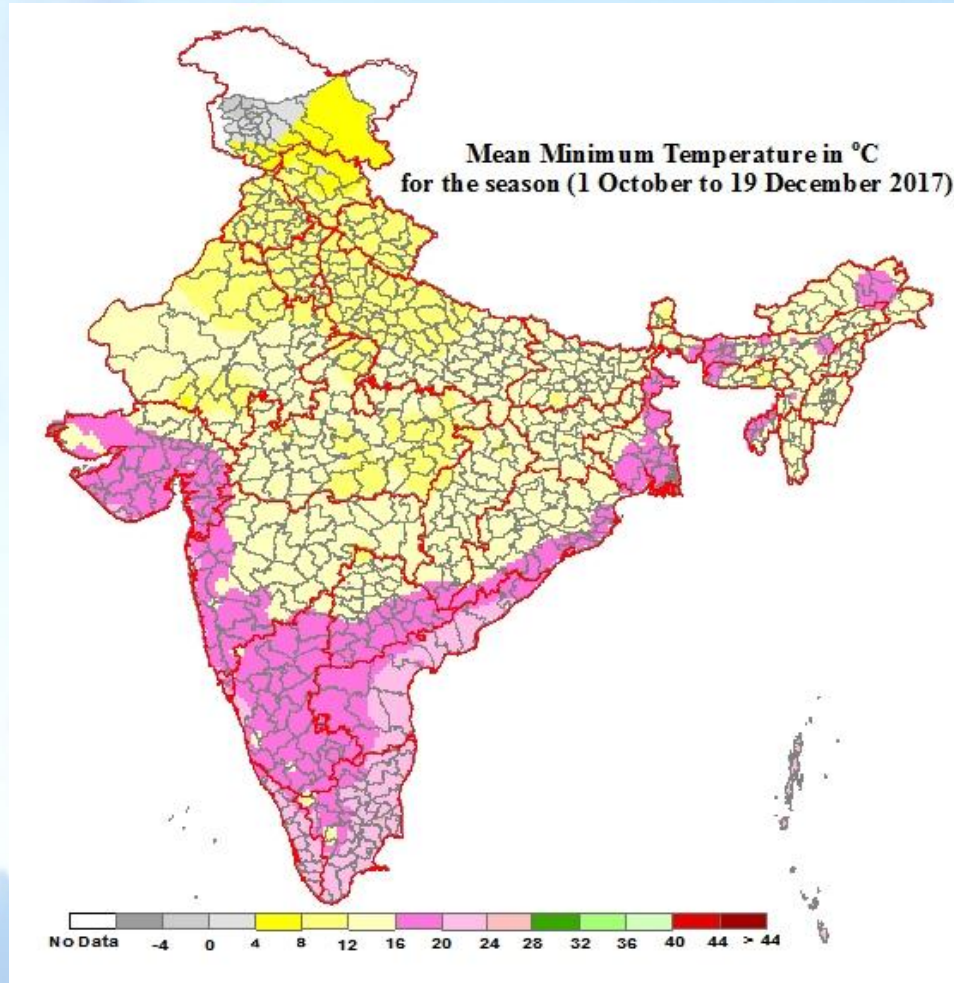 Mean Minimum Temperature in °C
for the season (1 October to 19 December 2017)
No Data -4 0 4 8 12 16 20 24 28 32 36 40 44 > 44